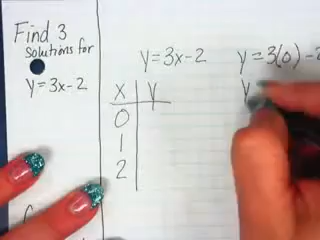 Find 3
solutions for
y=3x-2
y=3x-2
x y
0
1
2
y=3(0)-2
y